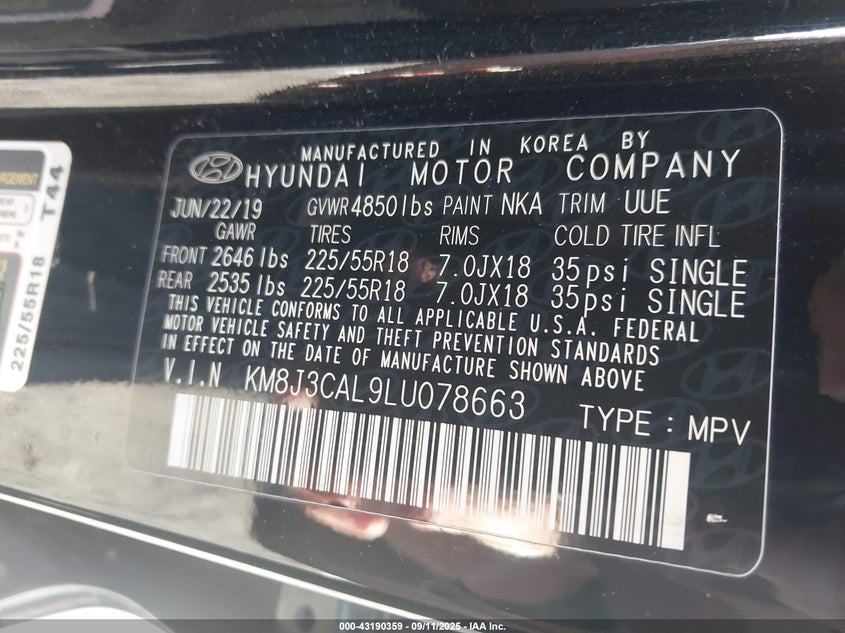 MANUFACTURED IN KOREA BY
HYUNDAI MOTOR COMPANY
JUN/22/19 GVWR 4850lbs PAINT NKA TRIM UUE
GAWR TIRES RIMS COLD TIRE INFL
FRONT 2646 lbs 225/55R18 7.0JX18 35psi SINGLE
REAR 2535 lbs 225/55R18 7.0JX18 35psi SINGLE
THIS VEHICLE CONFORMS TO ALL APPLICABLE U.S.A. FEDERAL
MOTOR VEHICLE SAFETY AND THEFT PREVENTION STANDARDS
IN EFFECT ON THE DATE OF MANUFACTURE SHOWN ABOVE
V.I.N KM8J3CAL9LU078663
TYPE : MPV
T44
225/55R18
000-43190359 - 09/11/2025 - IAA Inc.